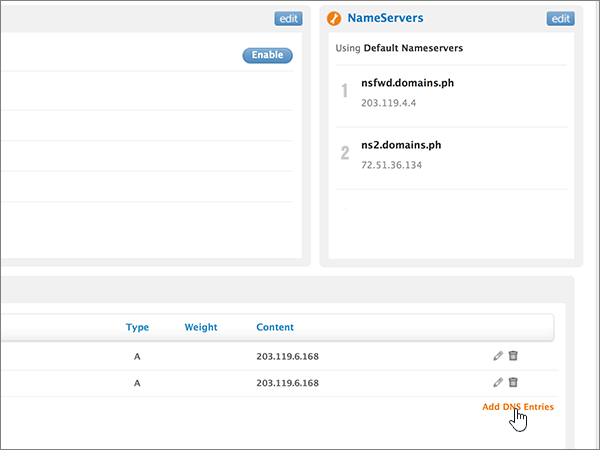 edit
Enable
NameServers
edit
Using Default Nameservers
1
nsfwd.domains.ph
203.119.4.4
2
ns2.domains.ph
72.51.36.134
Type Weight Content
A 203.119.6.168
A 203.119.6.168
Add DNS Entries